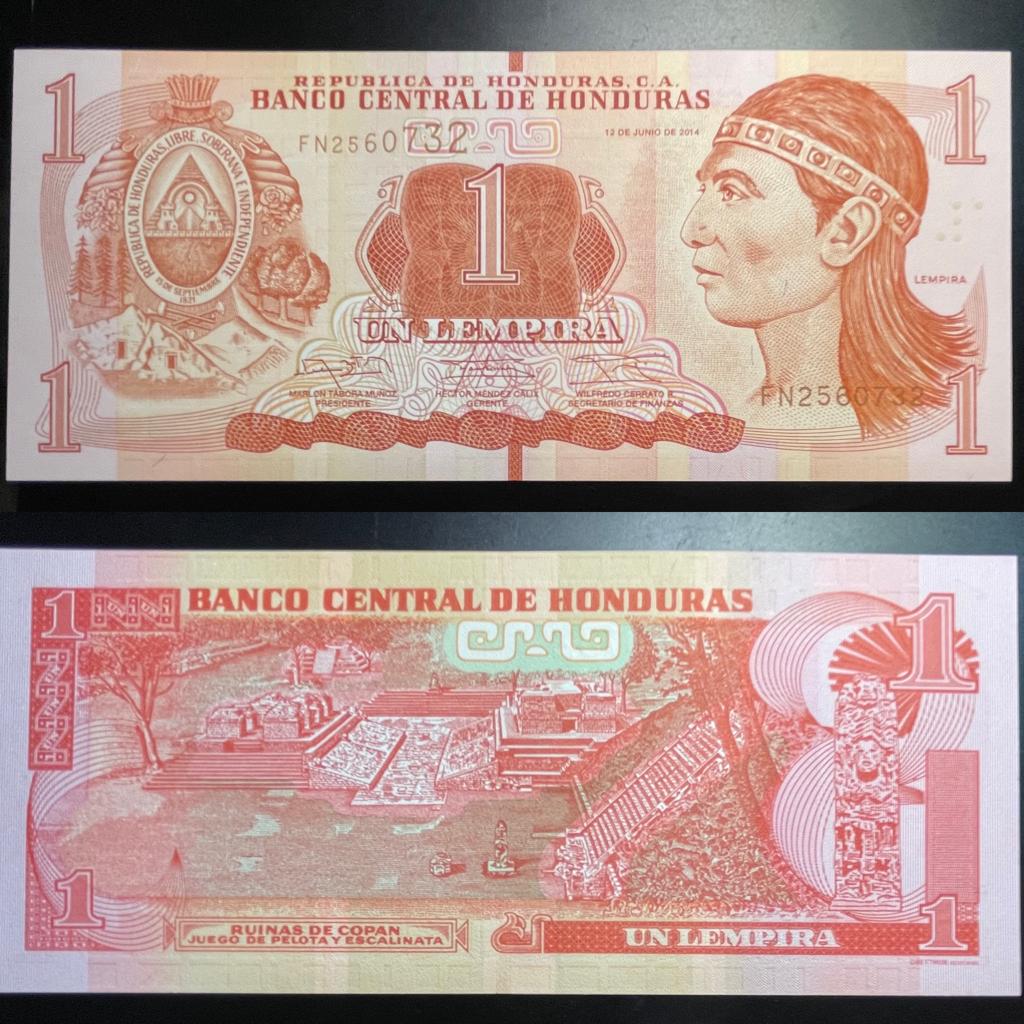 1
1
REPUBLICA DE HONDURAS, C.A.
BANCO CENTRAL DE HONDURAS
FN2560732
12 DE JUNIO DE 2014
REPUBLICA DE HONDURAS, LIBRE, SOBERANA E INDEPENDIENTE
15 DE SEPTIEMBRE
1821
1
LEMPIRA
UN LEMPIRA
MARLON TABORA MUÑOZ
PRESIDENTE
HECTOR MENDEZ CALIX
GERENTE
WILFREDO CERRATO R.
SECRETARIO DE FINANZAS
FN2560732
1
1
1
BANCO CENTRAL DE HONDURAS
1
1
RUINAS DE COPAN
JUEGO DE PELOTA Y ESCALINATA
UN LEMPIRA
1